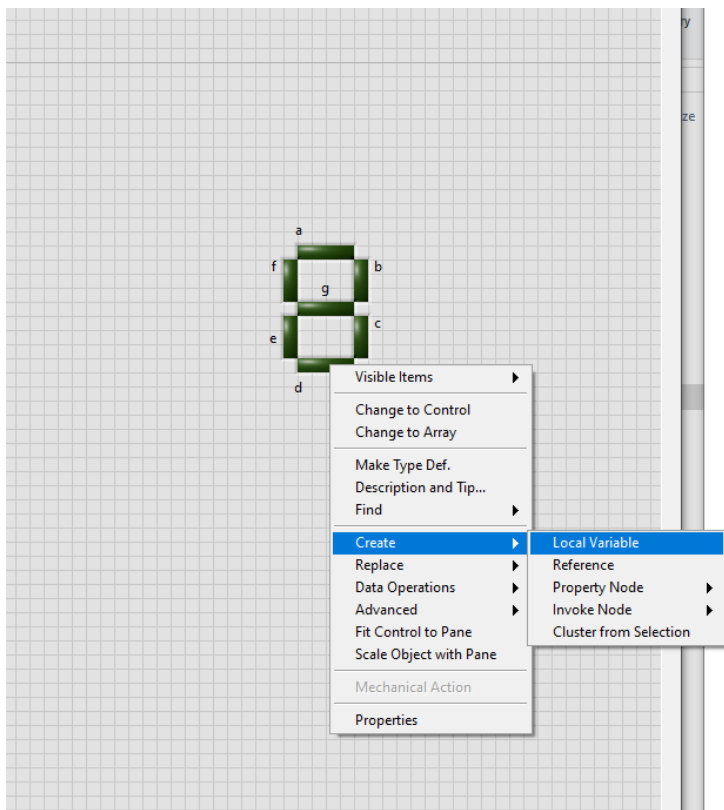 ry
ze
a
f
b
g
c
e
d
Visible Items
Change to Control
Change to Array
Make Type Def.
Description and Tip...
Find
Create
Replace
Data Operations
Advanced
Fit Control to Pane
Scale Object with Pane
Mechanical Action
Properties
Local Variable
Reference
Property Node
Invoke Node
Cluster from Selection